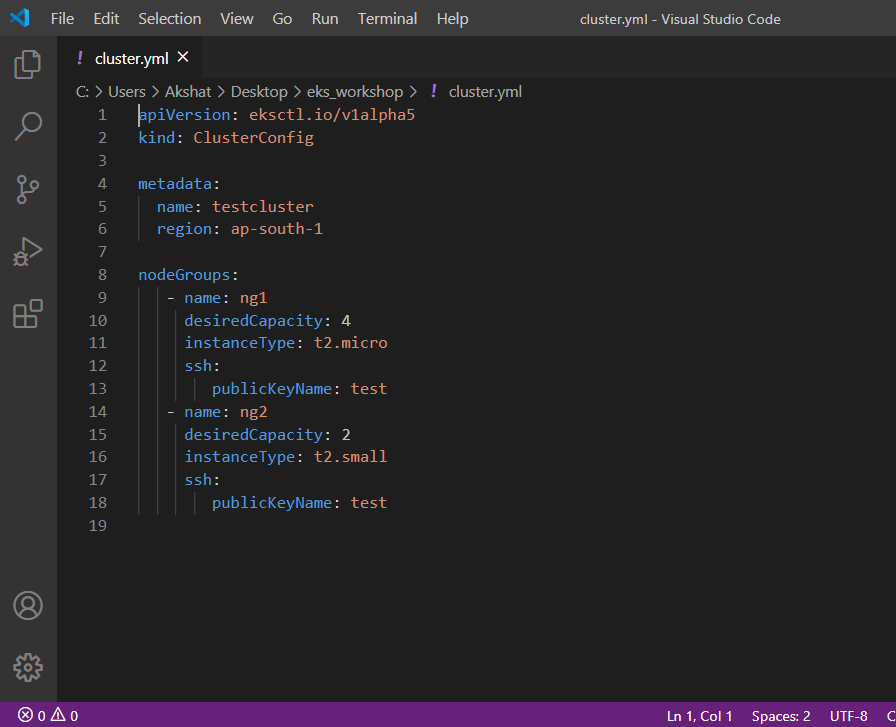 File Edit Selection View Go Run Terminal Help cluster.yml - Visual Studio Code
! cluster.yml ×
C: > Users > Akshat > Desktop > eks_workshop > ! cluster.yml
1 apiVersion: eksctl.io/v1alpha5
2 kind: ClusterConfig
3
4 metadata:
5   name: testcluster
6   region: ap-south-1
7
8 nodeGroups:
9    - name: ng1
10     desiredCapacity: 4
11     instanceType: t2.micro
12     ssh:
13        publicKeyName: test
14   - name: ng2
15     desiredCapacity: 2
16     instanceType: t2.small
17     ssh:
18        publicKeyName: test
19
0 0 Ln 1, Col 1 Spaces: 2 UTF-8